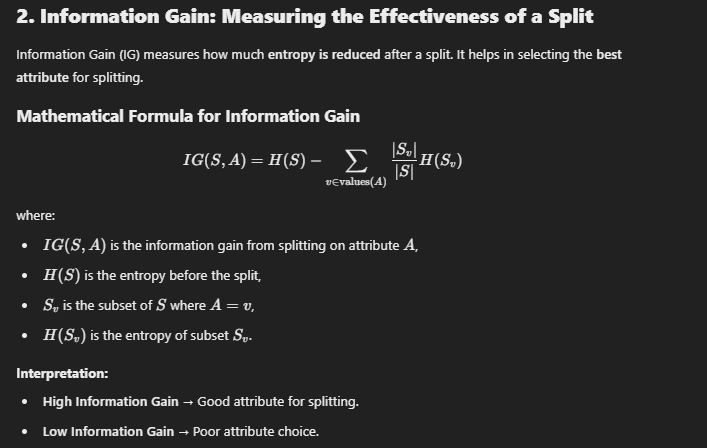 2. Information Gain: Measuring the Effectiveness of a Split
Information Gain (IG) measures how much entropy is reduced after a split. It helps in selecting the best
attribute for splitting.
Mathematical Formula for Information Gain
IG(S, A) = H(S) − ∑_{v∈values(A)} |S_v|/|S| H(S_v)
where:
• IG(S, A) is the information gain from splitting on attribute A,
• H(S) is the entropy before the split,
• S_v is the subset of S where A = v,
• H(S_v) is the entropy of subset S_v.
Interpretation:
• High Information Gain → Good attribute for splitting.
• Low Information Gain → Poor attribute choice.